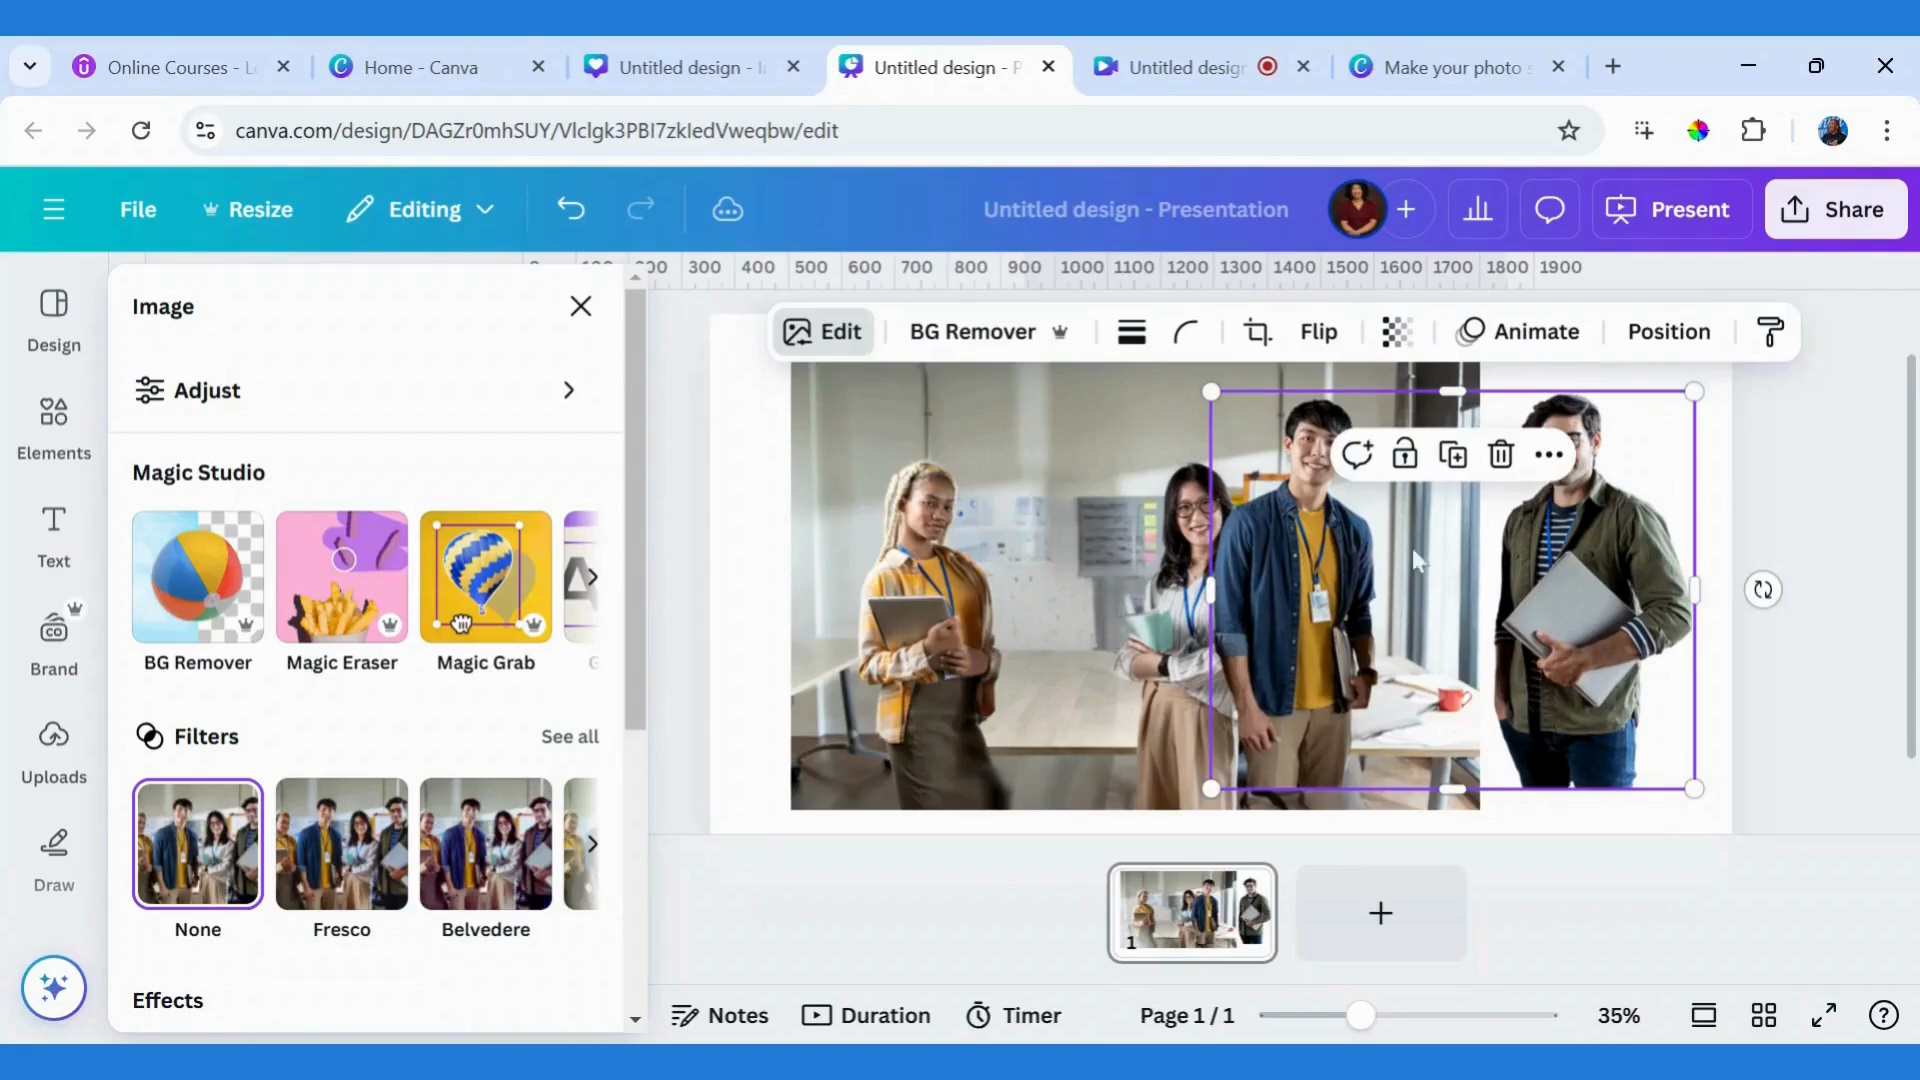 Online Courses - Le
Home - Canva
Untitled design - In
Untitled design - P
Untitled design
Make your photo s
canva.com/design/DAGZr0mhSUY/Vlclgk3PBI7zkIedVweqbw/edit
File
Resize
Editing
Untitled design - Presentation
Present
Share
300 400 500 600 700 800 900 1000 1100 1200 1300 1400 1500 1600 1700 1800 1900
Design
Elements
Text
Brand
Uploads
Draw
Image
Adjust
Magic Studio
BG Remover
Magic Eraser
Magic Grab
Filters
See all
None
Fresco
Belvedere
Effects
Edit
BG Remover
Flip
Animate
Position
1
Notes
Duration
Timer
Page 1 / 1
35%